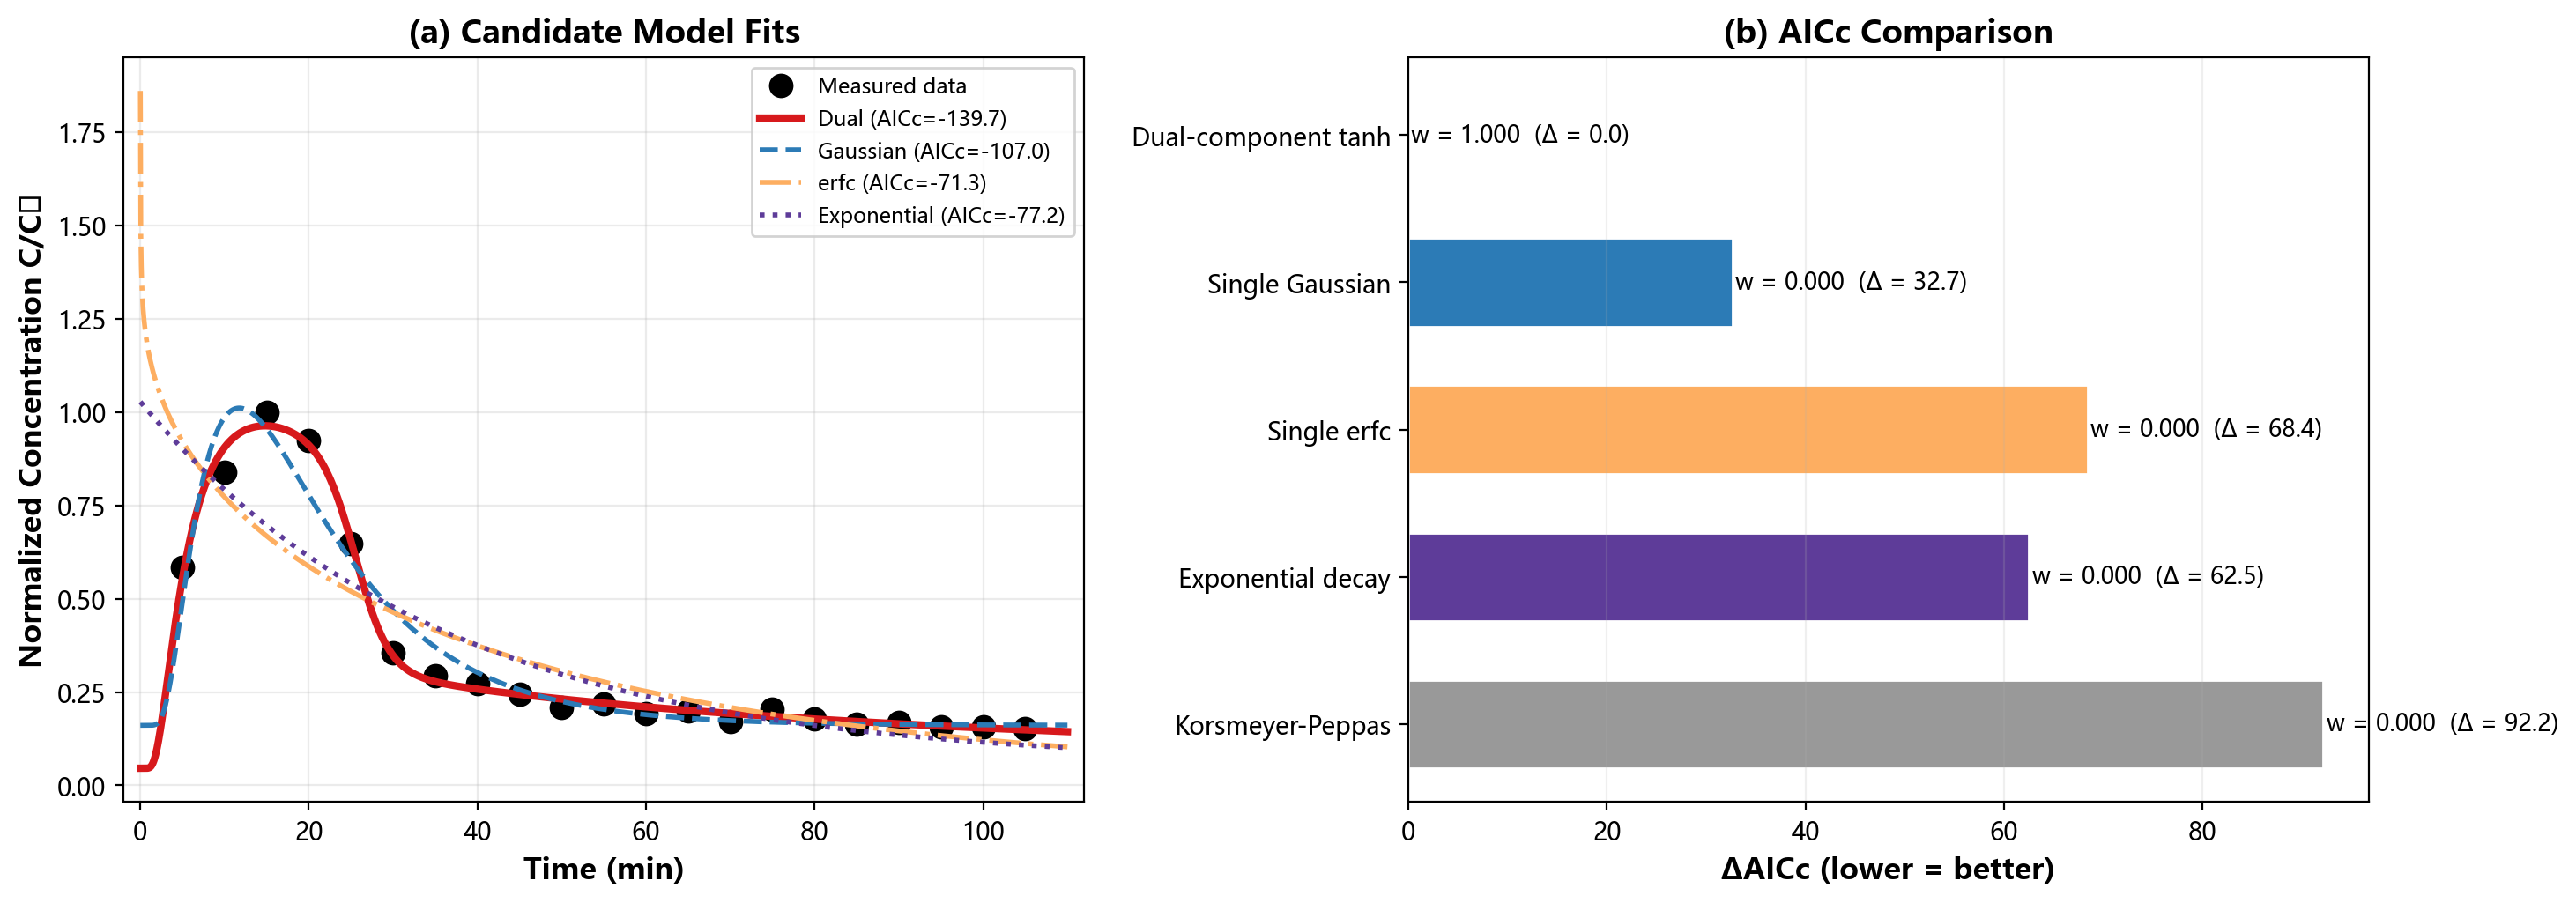 (a) Candidate Model Fits
Normalized Concentration C/C□
1.75
1.50
1.25
1.00
0.75
0.50
0.25
0.00
0 20 40 60 80 100
Time (min)
Measured data
Dual (AICc=-139.7)
Gaussian (AICc=-107.0)
erfc (AICc=-71.3)
Exponential (AICc=-77.2)
(b) AICc Comparison
Dual-component tanh w = 1.000 (Δ = 0.0)
Single Gaussian w = 0.000 (Δ = 32.7)
Single erfc w = 0.000 (Δ = 68.4)
Exponential decay w = 0.000 (Δ = 62.5)
Korsmeyer-Peppas w = 0.000 (Δ = 92.2)
0 20 40 60 80
ΔAICc (lower = better)